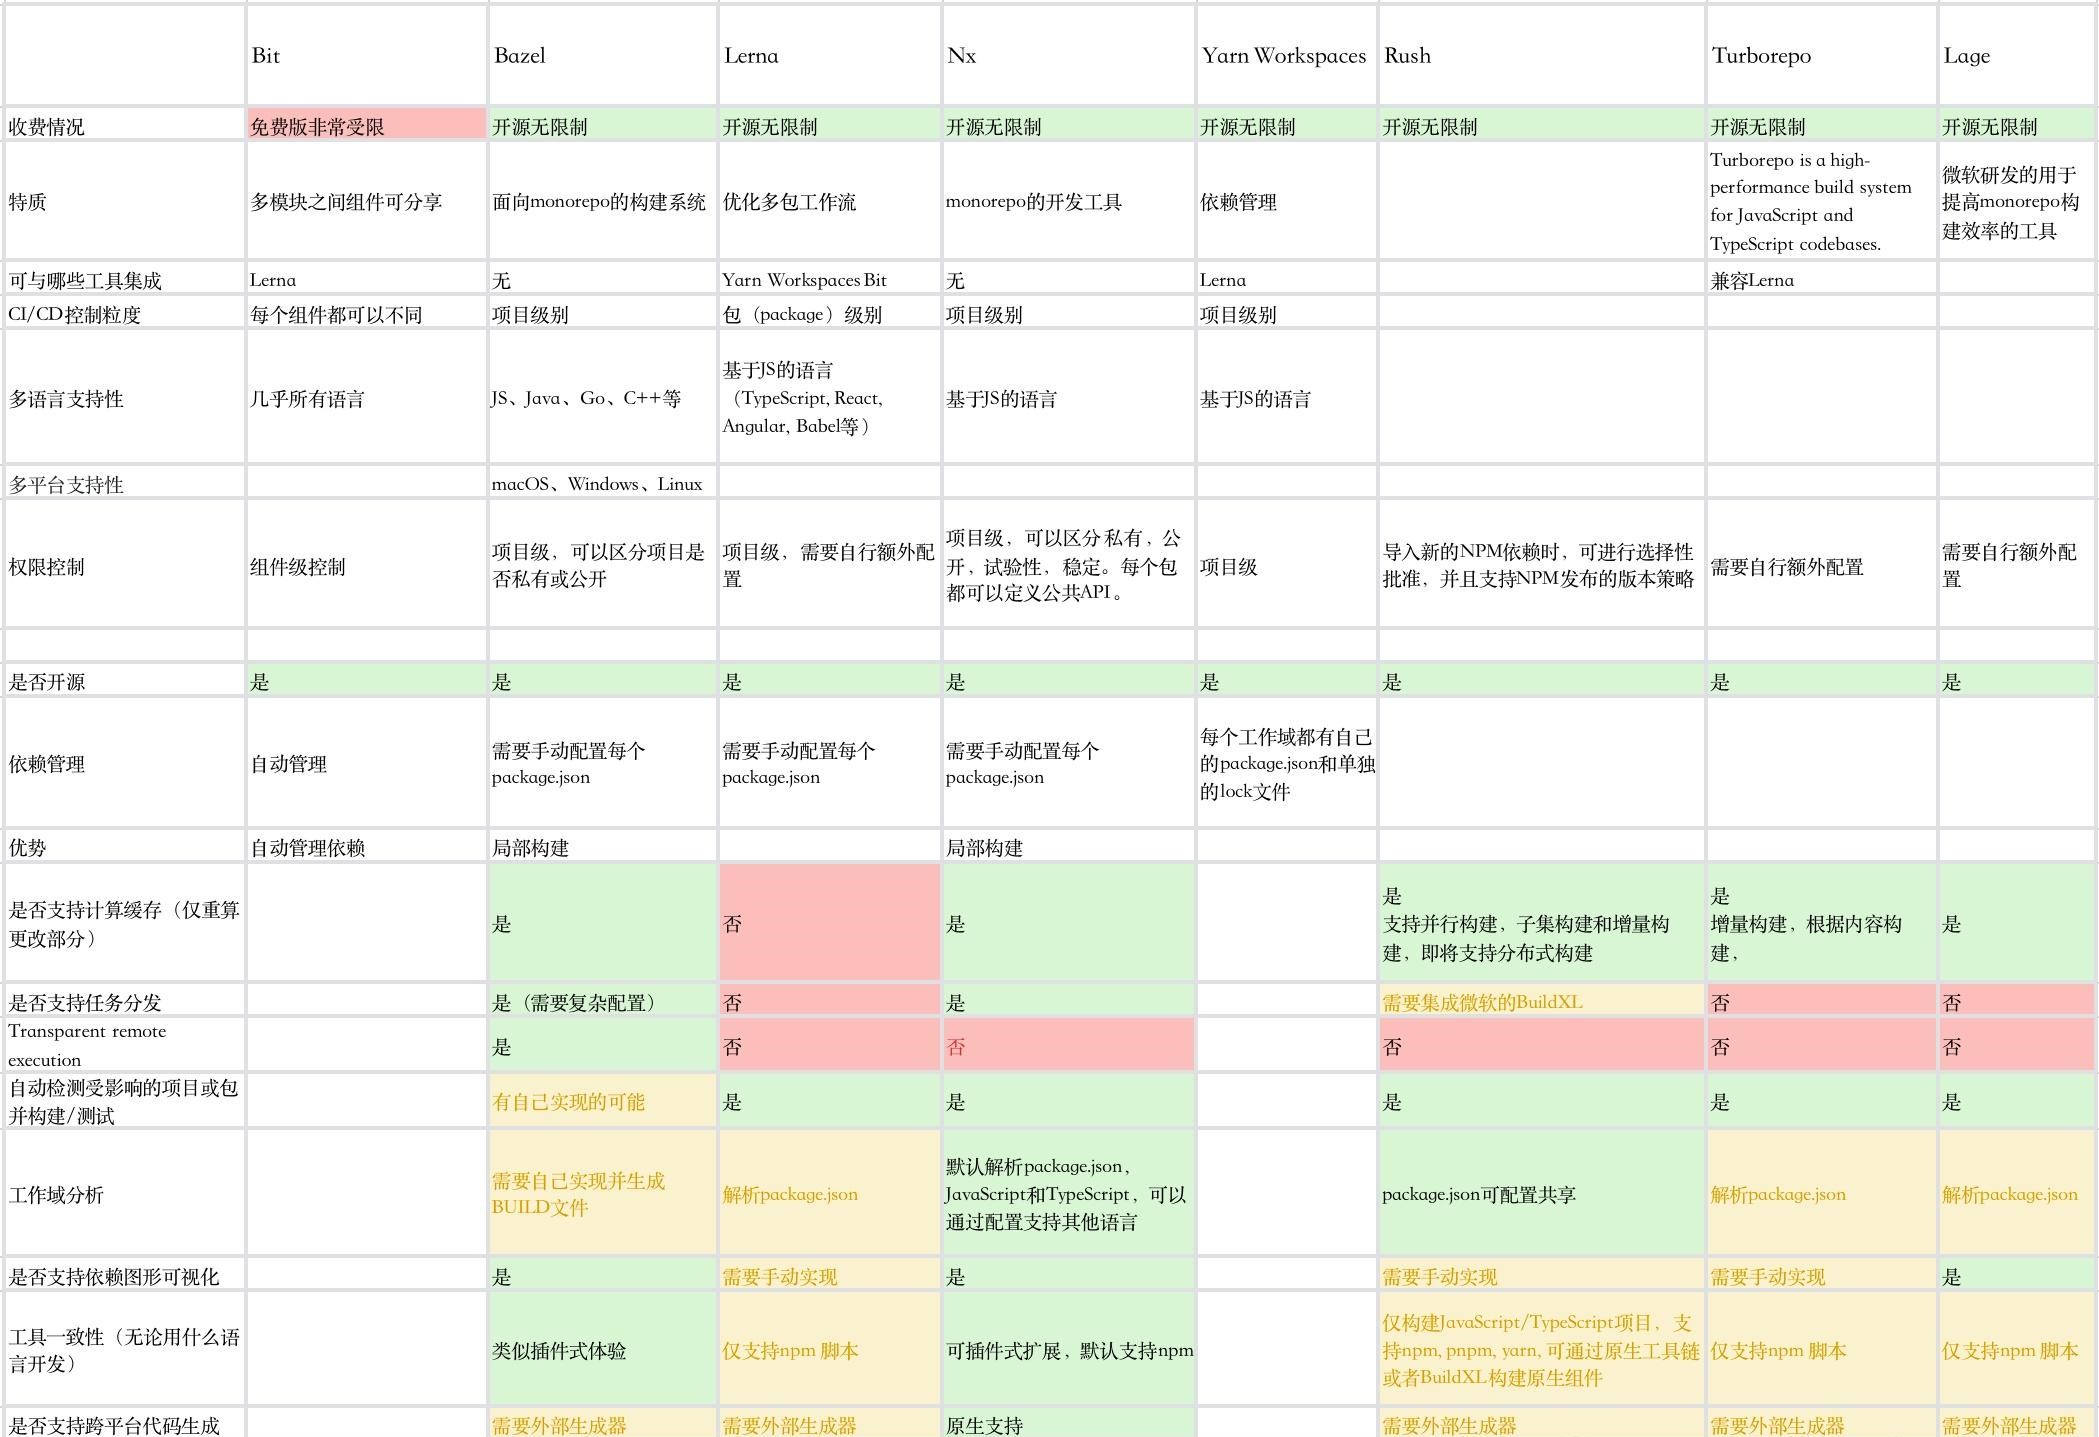 Bit
Bazel
Lerna
Nx
Yarn Workspaces
Rush
Turborepo
Lage
收费情况
免费版非常受限
开源无限制
开源无限制
开源无限制
开源无限制
开源无限制
开源无限制
开源无限制
特质
多模块之间组件可分享
面向monorepo的构建系统
优化多包工作流
monorepo的开发工具
依赖管理
Turborepo is a high-
performance build system
for JavaScript and
TypeScript codebases.
微软研发的用于
提高monorepo构
建效率的工具
可与哪些工具集成
Lerna
无
Yarn Workspaces Bit
无
Lerna
兼容Lerna
CI/CD控制粒度
每个组件都可以不同
项目级别
包（package）级别
项目级别
项目级别
多语言支持性
几乎所有语言
JS、Java、Go、C++等
基于JS的语言
（TypeScript, React,
Angular, Babel等）
基于JS的语言
基于JS的语言
多平台支持性
macOS、Windows、Linux
权限控制
组件级控制
项目级，可以区分项目是
否私有或公开
项目级，需要自行额外配
置
项目级，可以区分私有，公
开，试验性，稳定。每个包
都可以定义公共API。
项目级
导入新的NPM依赖时，可进行选择性
批准，并且支持NPM发布的版本策略
需要自行额外配置
需要自行额外配
置
是否开源
是
是
是
是
是
是
是
是
依赖管理
自动管理
需要手动配置每个
package.json
需要手动配置每个
package.json
需要手动配置每个
package.json
每个工作域都有自己
的package.json和单独
的lock文件
优势
自动管理依赖
局部构建
局部构建
是否支持计算缓存（仅重算
更改部分）
是
否
是
是
支持并行构建，子集构建和增量构
建，即将支持分布式构建
是
增量构建，根据内容构
建，
是
是否支持任务分发
是（需要复杂配置）
否
是
需要集成微软的BuildXL
否
否
Transparent remote
execution
是
否
否
否
否
否
自动检测受影响的项目或包
并构建/测试
有自己实现的可能
是
是
是
是
是
工作域分析
需要自己实现并生成
BUILD文件
解析package.json
默认解析package.json，
JavaScript和TypeScript，可以
通过配置支持其他语言
package.json可配置共享
解析package.json
解析package.json
是否支持依赖图形可视化
是
需要手动实现
是
需要手动实现
需要手动实现
是
工具一致性（无论用什么语
言开发）
类似插件式体验
仅支持npm 脚本
可插件式扩展，默认支持npm
仅构建JavaScript/TypeScript项目，支
持npm, pnpm, yarn, 可通过原生工具链
或者BuildXL构建原生组件
仅支持npm 脚本
仅支持npm 脚本
是否支持跨平台代码生成
需要外部生成器
需要外部生成器
原生支持
需要外部生成器
需要外部生成器
需要外部生成器